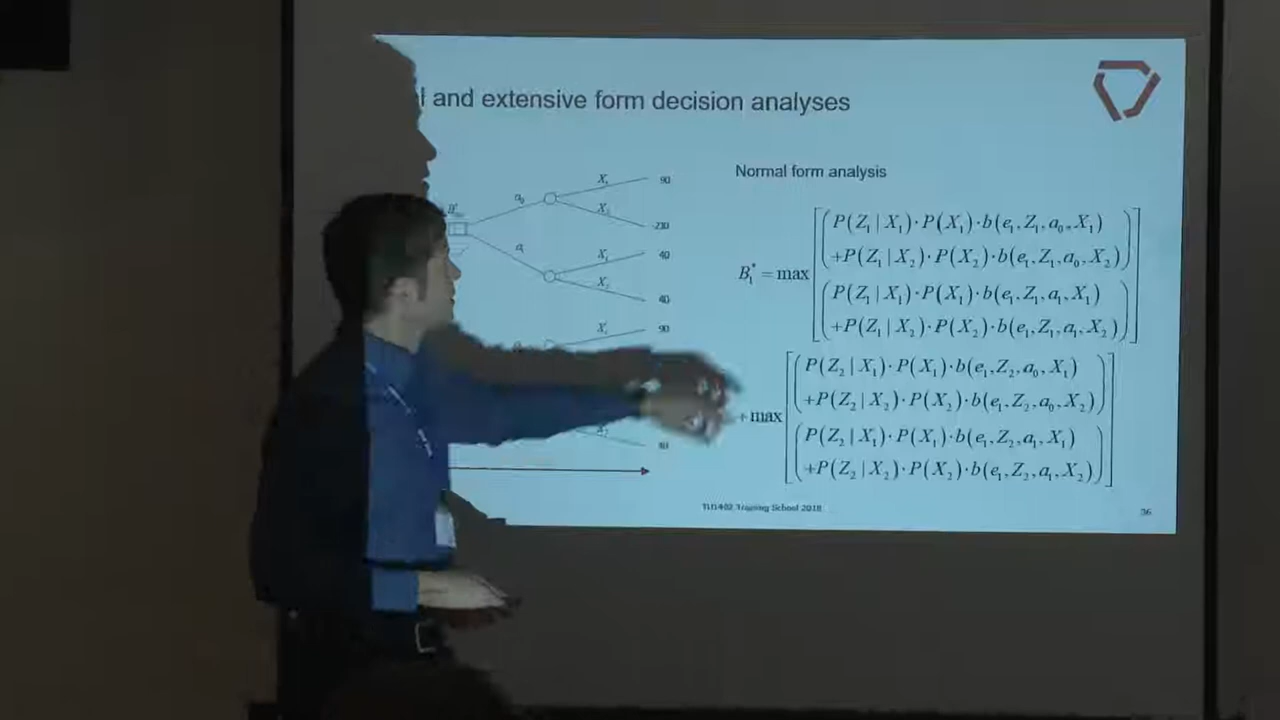 l and extensive form decision analyses
Normal form analysis
a₀
X₁
90
X₂
-210
a₁
X₁
40
X₂
40
X₁
90
B₁* = max [ ( P(Z₁ | X₁)·P(X₁)·b(e₁,Z₁,a₀,X₁)
+P(Z₁ | X₂)·P(X₂)·b(e₁,Z₁,a₀,X₂) )
( P(Z₁ | X₁)·P(X₁)·b(e₁,Z₁,a₁,X₁)
+P(Z₁ | X₂)·P(X₂)·b(e₁,Z₁,a₁,X₂) ) ]
+max [ ( P(Z₂ | X₁)·P(X₁)·b(e₁,Z₂,a₀,X₁)
+P(Z₂ | X₂)·P(X₂)·b(e₁,Z₂,a₀,X₂) )
( P(Z₂ | X₁)·P(X₁)·b(e₁,Z₂,a₁,X₁)
+P(Z₂ | X₂)·P(X₂)·b(e₁,Z₂,a₁,X₂) ) ]
TU1402 Training School 2018
36